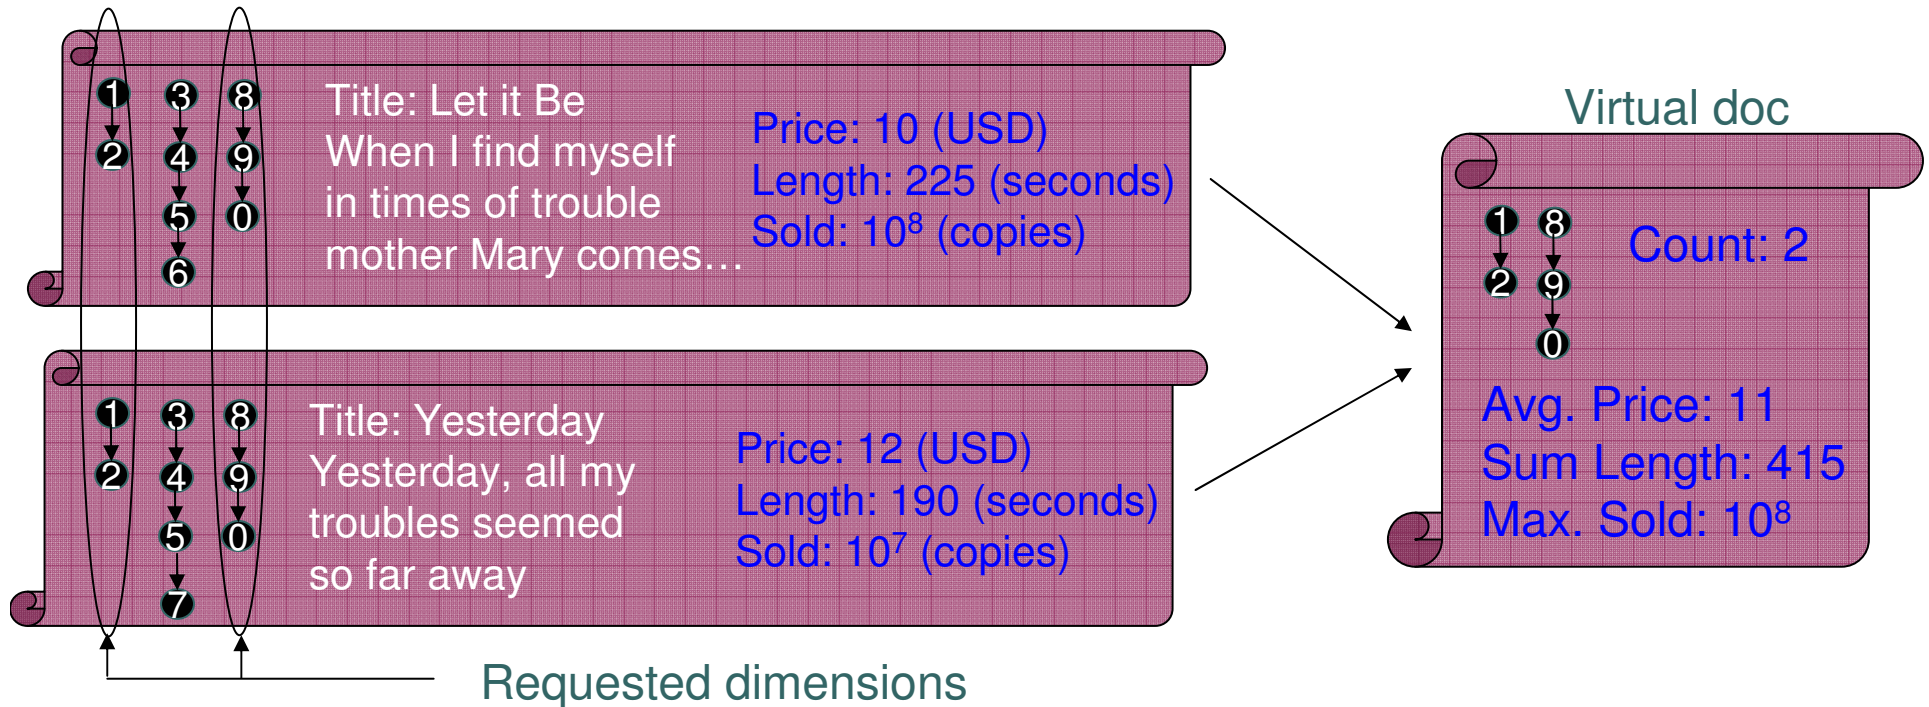 1 3 8
2 4 9
5 0
6
Title: Let it Be
When I find myself
in times of trouble
mother Mary comes…
Price: 10 (USD)
Length: 225 (seconds)
Sold: 10⁸ (copies)
1 3 8
2 4 9
5 0
7
Title: Yesterday
Yesterday, all my
troubles seemed
so far away
Price: 12 (USD)
Length: 190 (seconds)
Sold: 10⁷ (copies)
Requested dimensions
Virtual doc
1 8
2 9
0
Count: 2
Avg. Price: 11
Sum Length: 415
Max. Sold: 10⁸